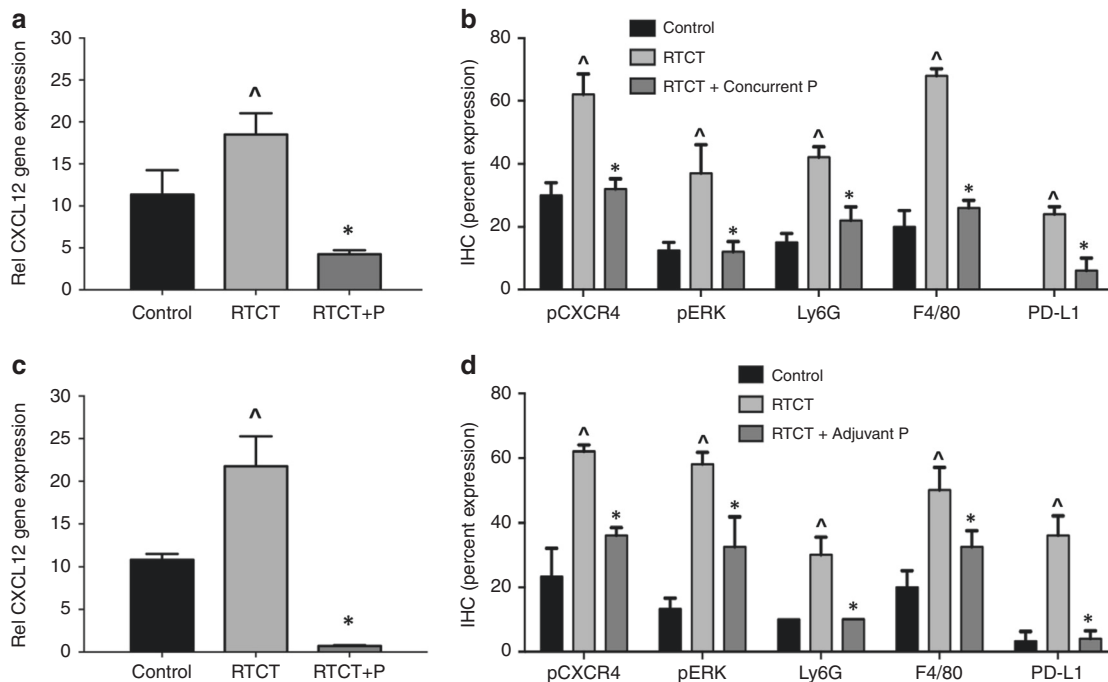 a
Rel CXCL12 gene expression
30
25
20
15
10
5
0
^
*
Control RTCT RTCT+P
b
IHC (percent expression)
80
60
40
20
0
Control
RTCT
RTCT + Concurrent P
^ ^ ^ ^ ^
* * * * *
pCXCR4 pERK Ly6G F4/80 PD-L1
c
Rel CXCL12 gene expression
30
25
20
15
10
5
0
^
*
Control RTCT RTCT+P
d
IHC (percent expression)
80
60
40
20
0
Control
RTCT
RTCT + Adjuvant P
^ ^ ^ ^ ^
* * * * *
pCXCR4 pERK Ly6G F4/80 PD-L1